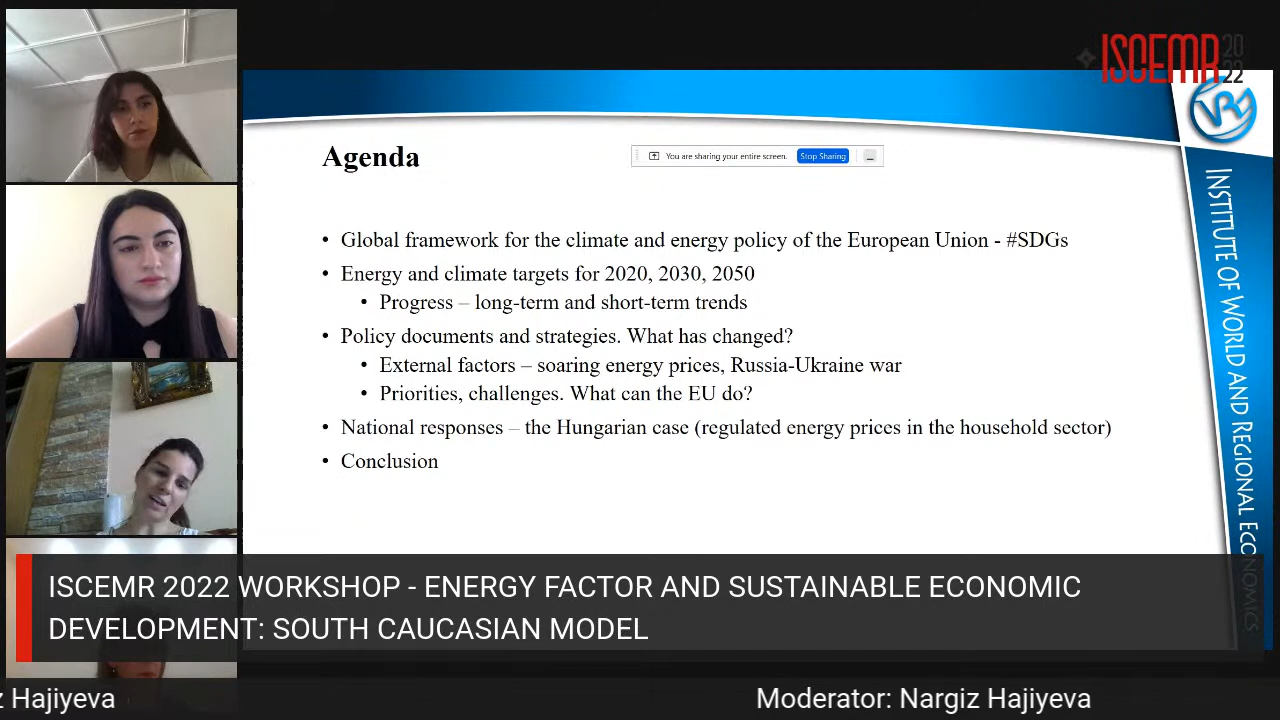 ISCEMR 20
22
Agenda
You are sharing your entire screen. Stop Sharing
• Global framework for the climate and energy policy of the European Union - #SDGs
• Energy and climate targets for 2020, 2030, 2050
• Progress – long-term and short-term trends
• Policy documents and strategies. What has changed?
• External factors – soaring energy prices, Russia-Ukraine war
• Priorities, challenges. What can the EU do?
• National responses – the Hungarian case (regulated energy prices in the household sector)
• Conclusion
INSTITUTE OF WORLD AND REGIONAL ECONOMICS
ISCEMR 2022 WORKSHOP - ENERGY FACTOR AND SUSTAINABLE ECONOMIC
DEVELOPMENT: SOUTH CAUCASIAN MODEL
z Hajiyeva
Moderator: Nargiz Hajiyeva